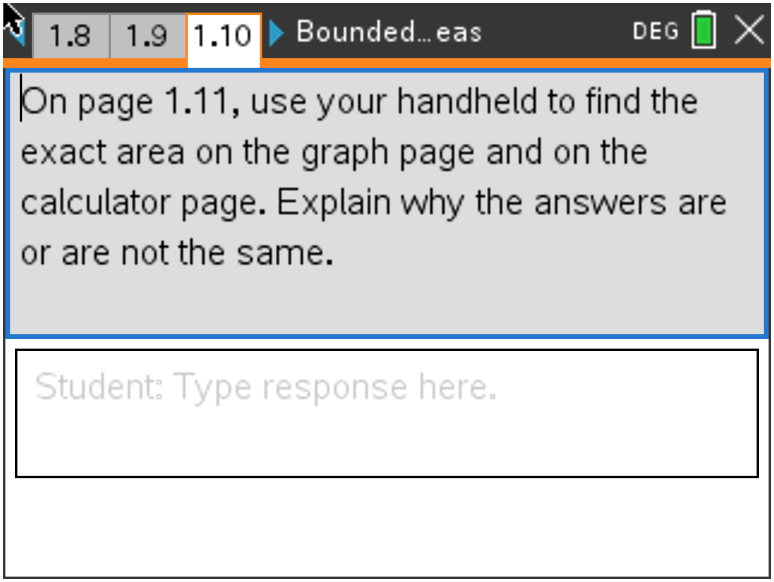 1.8 1.9 1.10 Bounded...eas DEG
On page 1.11, use your handheld to find the
exact area on the graph page and on the
calculator page. Explain why the answers are
or are not the same.
Student: Type response here.